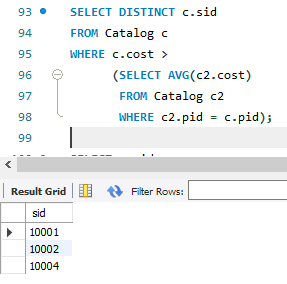 93 SELECT DISTINCT c.sid
94 FROM Catalog c
95 WHERE c.cost >
96 (SELECT AVG(c2.cost)
97 FROM Catalog c2
98 WHERE c2.pid = c.pid);
99
Result Grid Filter Rows:
sid
10001
10002
10004